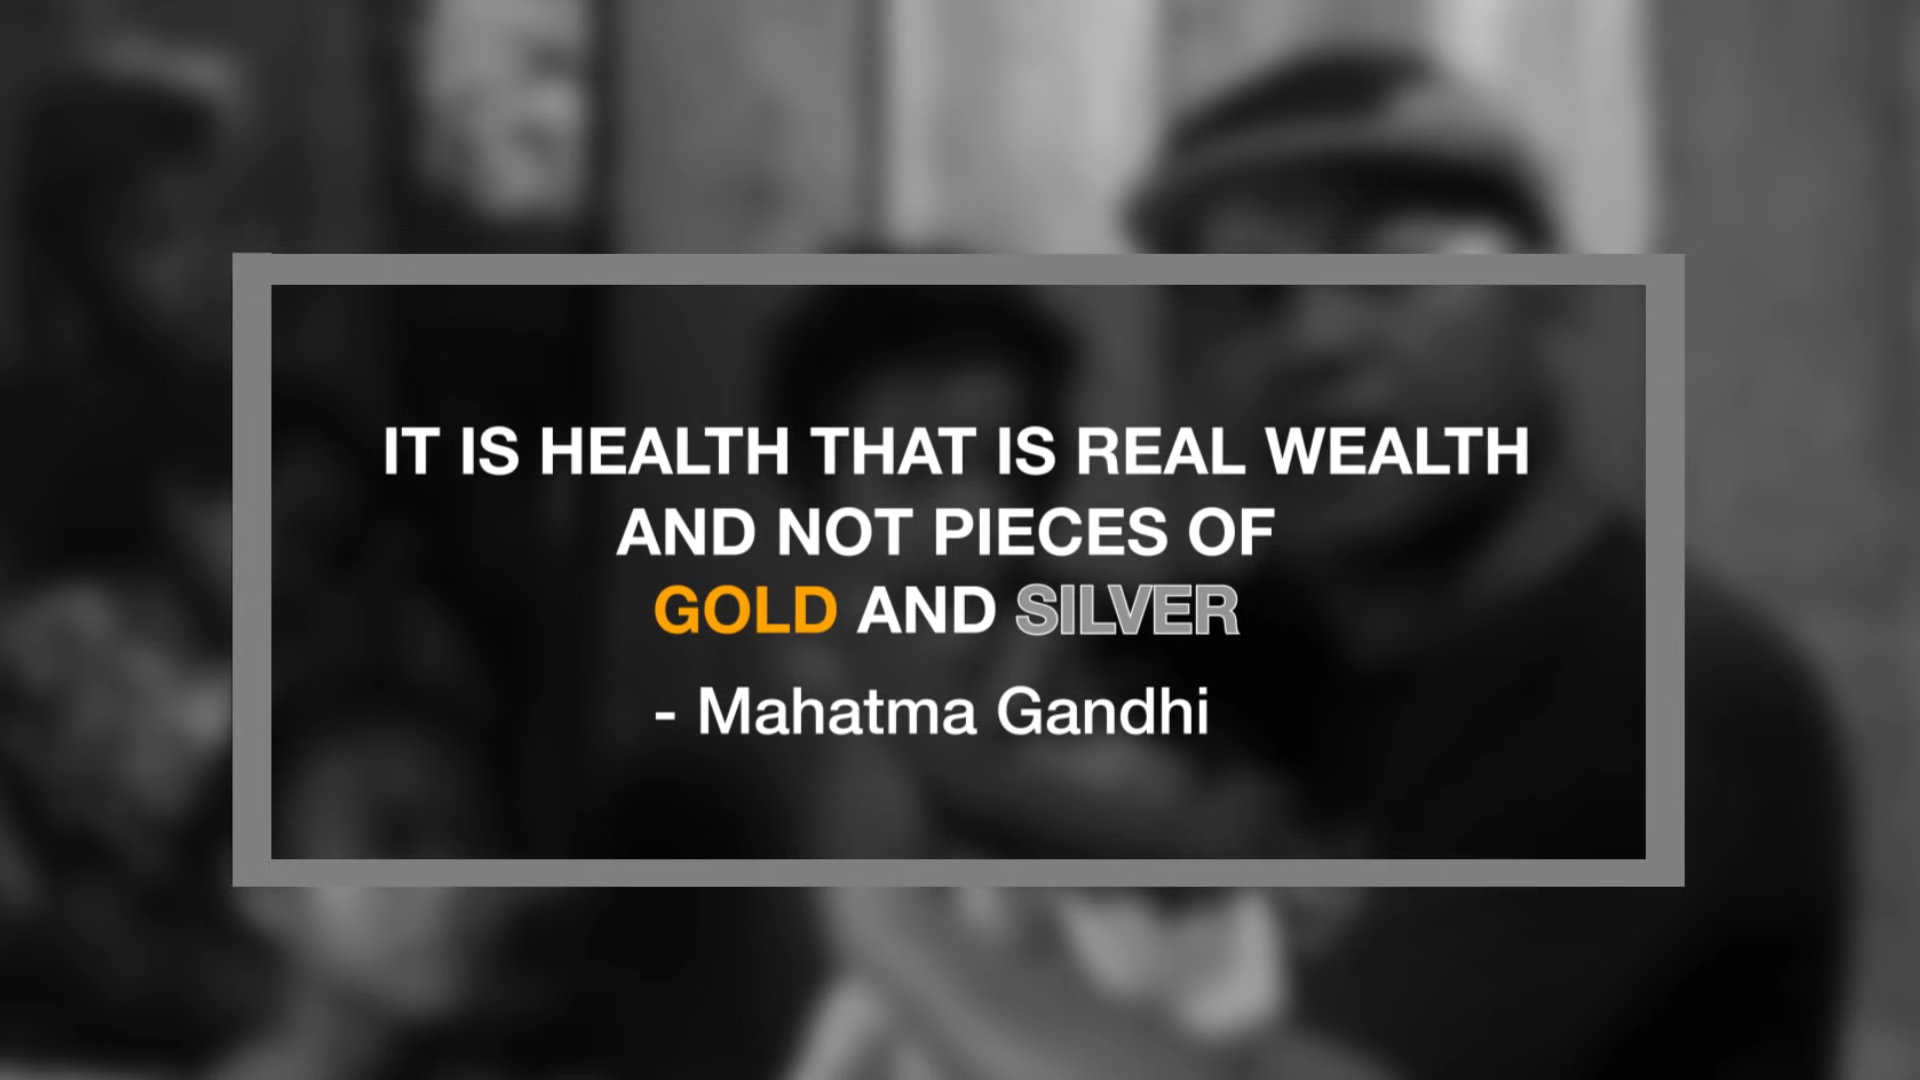 IT IS HEALTH THAT IS REAL WEALTH
AND NOT PIECES OF
GOLD AND SILVER
- Mahatma Gandhi